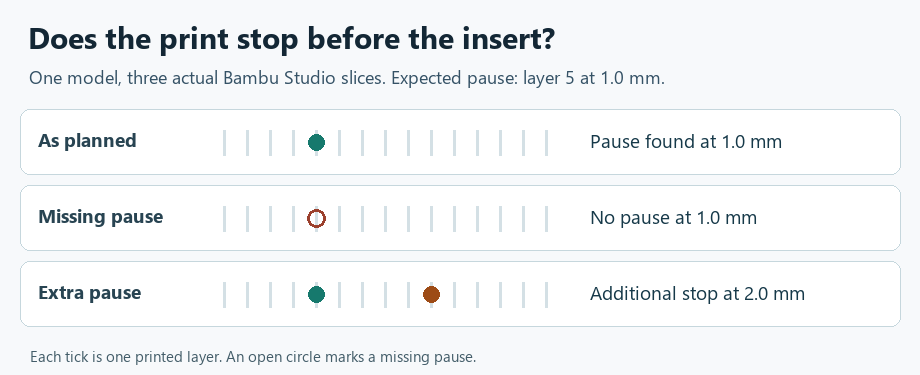 Does the print stop before the insert?
One model, three actual Bambu Studio slices. Expected pause: layer 5 at 1.0 mm.
As planned Pause found at 1.0 mm
Missing pause No pause at 1.0 mm
Extra pause Additional stop at 2.0 mm
Each tick is one printed layer. An open circle marks a missing pause.